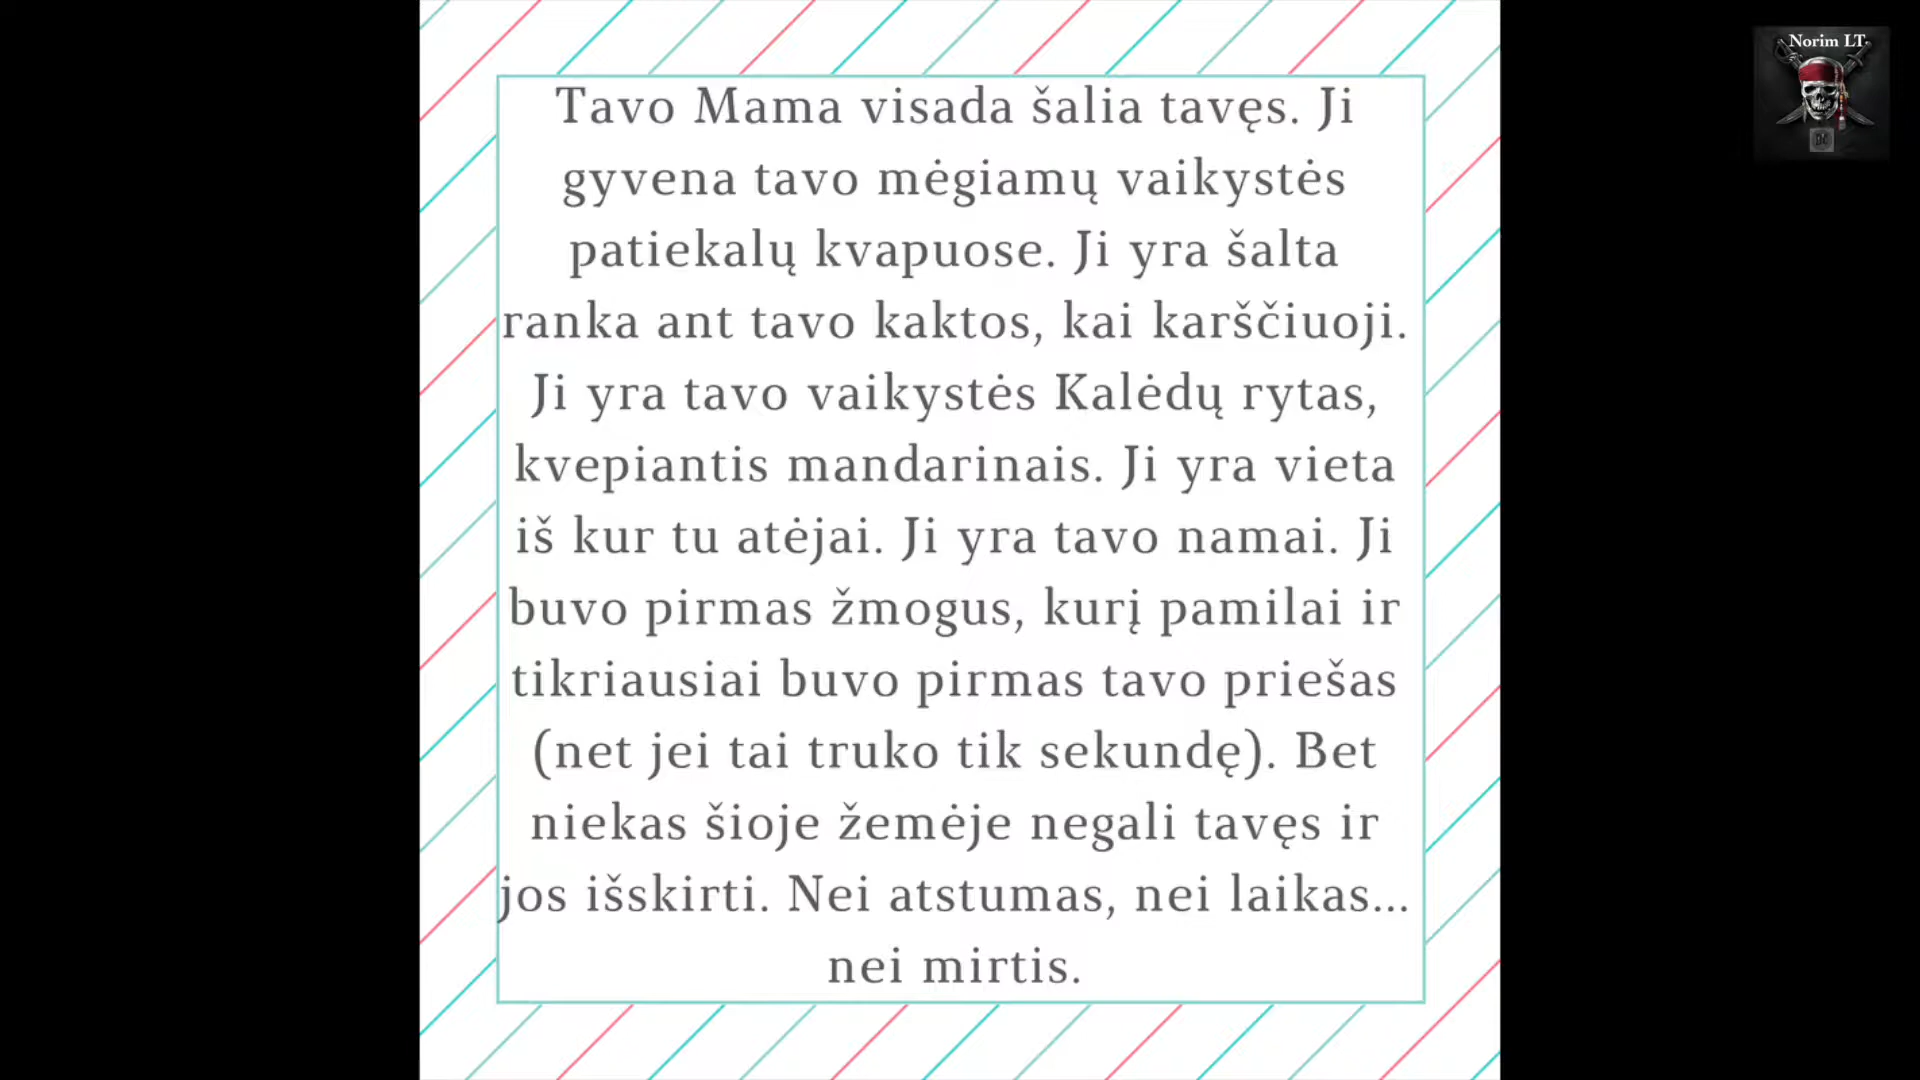 Norim LT
Tavo Mama visada šalia tavęs. Ji
gyvena tavo mėgiamų vaikystės
patiekalų kvapuose. Ji yra šalta
ranka ant tavo kaktos, kai karščiuoji.
Ji yra tavo vaikystės Kalėdų rytas,
kvepiantis mandarinais. Ji yra vieta
iš kur tu atėjai. Ji yra tavo namai. Ji
buvo pirmas žmogus, kurį pamilai ir
tikriausiai buvo pirmas tavo priešas
(net jei tai truko tik sekundę). Bet
niekas šioje žemėje negali tavęs ir
jos išskirti. Nei atstumas, nei laikas...
nei mirtis.